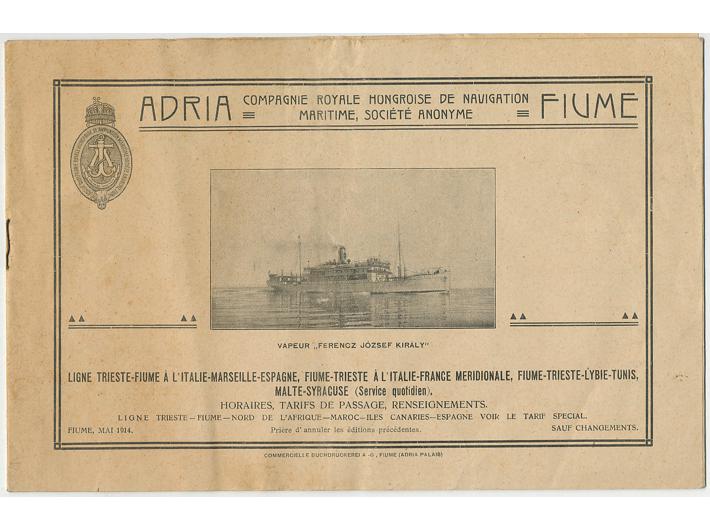 ADRIA COMPAGNIE ROYALE HONGROISE DE NAVIGATION FIUME
MARITIME, SOCIÉTÉ ANONYME
VAPEUR „FERENCZ JÓZSEF KIRÁLY"
LIGNE TRIESTE-FIUME À L'ITALIE-MARSEILLE-ESPAGNE, FIUME-TRIESTE À L'ITALIE-FRANCE MERIDIONALE, FIUME-TRIESTE-LYBIE-TUNIS,
MALTE-SYRACUSE (Service quotidien).
HORAIRES, TARIFS DE PASSAGE, RENSEIGNEMENTS.
LIGNE TRIESTE—FIUME—NORD DE L'AFRIQUE—MAROC—ILES CANARIES—ESPAGNE VOIR LE TARIF SPECIAL.
FIUME, MAI 1914. Prière d'annuler les éditions précédentes. SAUF CHANGEMENTS.
COMMERCIELLE BUCHDRUCKEREI A.-G., FIUME (ADRIA PALAIS)